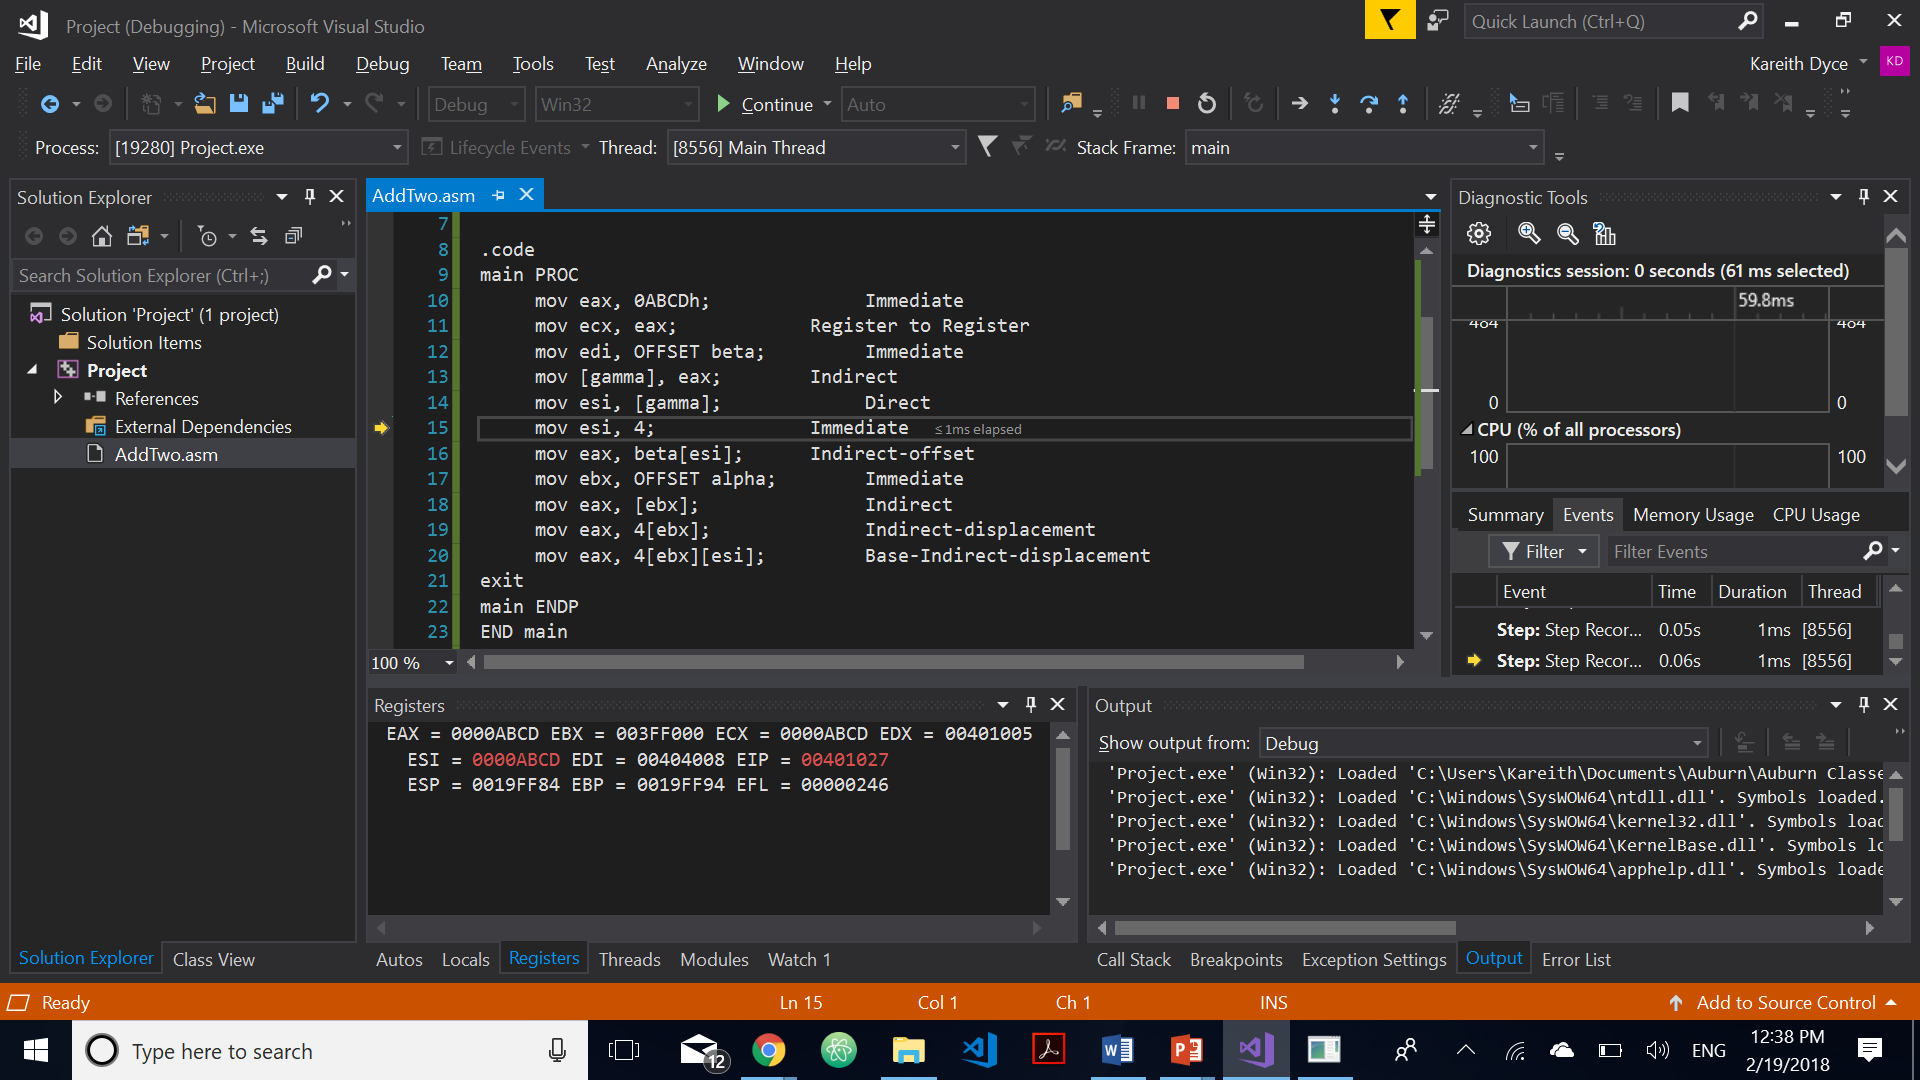 Project (Debugging) - Microsoft Visual Studio
Quick Launch (Ctrl+Q)
File Edit View Project Build Debug Team Tools Test Analyze Window Help
Kareith Dyce KD
Debug Win32 Continue Auto
Process: [19280] Project.exe Lifecycle Events Thread: [8556] Main Thread Stack Frame: main
Solution Explorer
Search Solution Explorer (Ctrl+;)
Solution 'Project' (1 project)
Solution Items
Project
References
External Dependencies
AddTwo.asm
Solution Explorer Class View
AddTwo.asm
7
8 .code
9 main PROC
10 mov eax, 0ABCDh; Immediate
11 mov ecx, eax; Register to Register
12 mov edi, OFFSET beta; Immediate
13 mov [gamma], eax; Indirect
14 mov esi, [gamma]; Direct
15 mov esi, 4; Immediate ≤1ms elapsed
16 mov eax, beta[esi]; Indirect-offset
17 mov ebx, OFFSET alpha; Immediate
18 mov eax, [ebx]; Indirect
19 mov eax, 4[ebx]; Indirect-displacement
20 mov eax, 4[ebx][esi]; Base-Indirect-displacement
21 exit
22 main ENDP
23 END main
100 %
Diagnostic Tools
Diagnostics session: 0 seconds (61 ms selected)
59.8ms
484 484
0 0
CPU (% of all processors)
100 100
Summary Events Memory Usage CPU Usage
Filter Filter Events
Event Time Duration Thread
Step: Step Recor... 0.05s 1ms [8556]
Step: Step Recor... 0.06s 1ms [8556]
Registers
EAX = 0000ABCD EBX = 003FF000 ECX = 0000ABCD EDX = 00401005
ESI = 0000ABCD EDI = 00404008 EIP = 00401027
ESP = 0019FF84 EBP = 0019FF94 EFL = 00000246
Autos Locals Registers Threads Modules Watch 1
Output
Show output from: Debug
'Project.exe' (Win32): Loaded 'C:\Users\Kareith\Documents\Auburn\Auburn Classe
'Project.exe' (Win32): Loaded 'C:\Windows\SysWOW64\ntdll.dll'. Symbols loaded.
'Project.exe' (Win32): Loaded 'C:\Windows\SysWOW64\kernel32.dll'. Symbols load
'Project.exe' (Win32): Loaded 'C:\Windows\SysWOW64\KernelBase.dll'. Symbols lo
'Project.exe' (Win32): Loaded 'C:\Windows\SysWOW64\apphelp.dll'. Symbols loade
Call Stack Breakpoints Exception Settings Output Error List
Ready Ln 15 Col 1 Ch 1 INS Add to Source Control
Type here to search
12
ENG
12:38 PM
2/19/2018